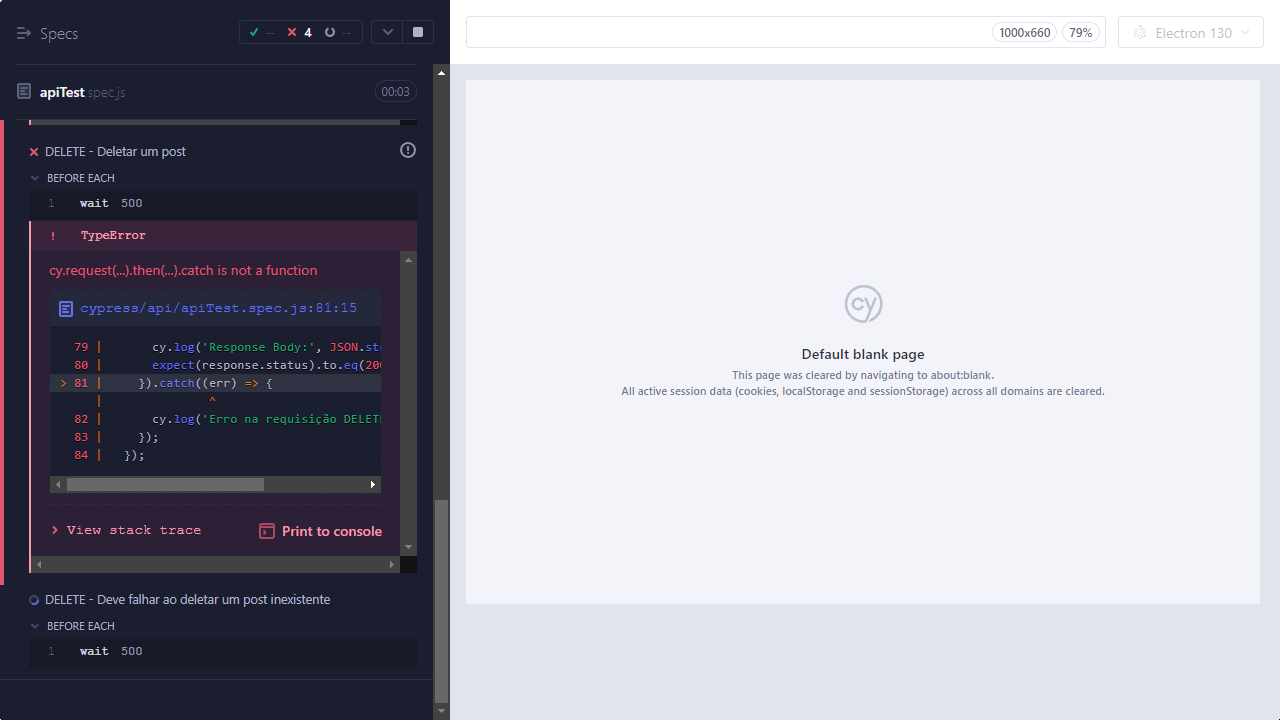 Specs
-- 4 --
1000x660 79% Electron 130
apiTest.spec.js 00:03
DELETE - Deletar um post
BEFORE EACH
1 wait 500
! TypeError
cy.request(...).then(...).catch is not a function
cypress/api/apiTest.spec.js:81:15
79 | cy.log('Response Body:', JSON.st
80 | expect(response.status).to.eq(20
> 81 | }).catch((err) => {
| ^
82 | cy.log('Erro na requisição DELET
83 | });
84 | });
> View stack trace Print to console
DELETE - Deve falhar ao deletar um post inexistente
BEFORE EACH
1 wait 500
cy
Default blank page
This page was cleared by navigating to about:blank.
All active session data (cookies, localStorage and sessionStorage) across all domains are cleared.